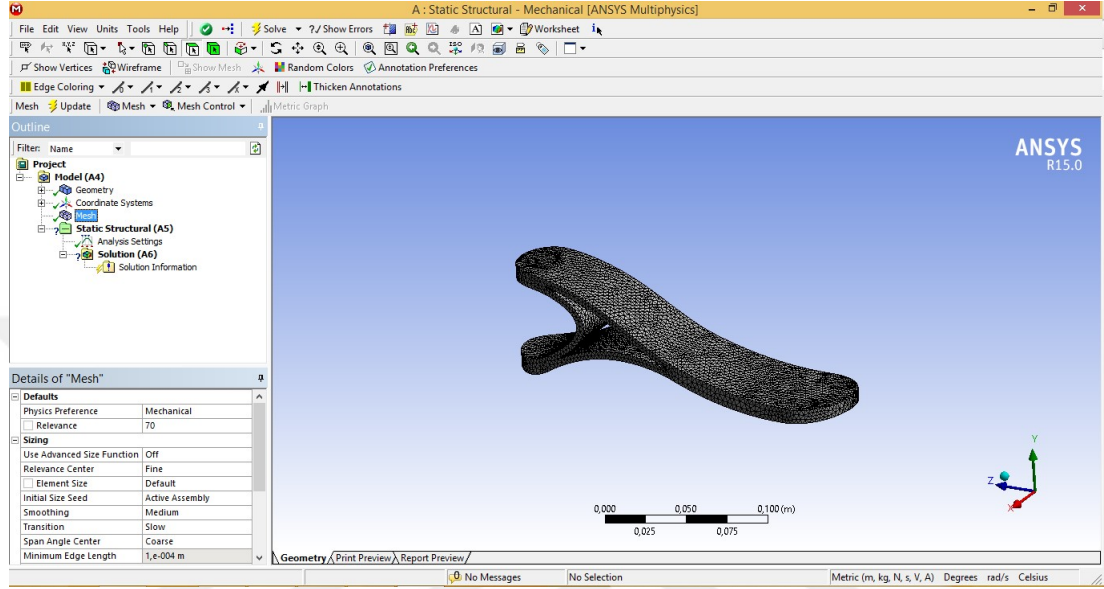 A : Static Structural - Mechanical [ANSYS Multiphysics]
File Edit View Units Tools Help Solve ?/ Show Errors Worksheet
Show Vertices Wireframe Show Mesh Random Colors Annotation Preferences
Edge Coloring Thicken Annotations
Mesh Update Mesh Mesh Control Metric Graph
Outline
Filter: Name
Project
Model (A4)
Geometry
Coordinate Systems
Mesh
Static Structural (A5)
Analysis Settings
Solution (A6)
Solution Information
Details of "Mesh"
Defaults
Physics Preference Mechanical
Relevance 70
Sizing
Use Advanced Size Function Off
Relevance Center Fine
Element Size Default
Initial Size Seed Active Assembly
Smoothing Medium
Transition Slow
Span Angle Center Coarse
Minimum Edge Length 1,e-004 m
ANSYS
R15.0
Y
Z
X
0,000 0,050 0,100 (m)
0,025 0,075
Geometry Print Preview Report Preview
No Messages No Selection Metric (m, kg, N, s, V, A) Degrees rad/s Celsius